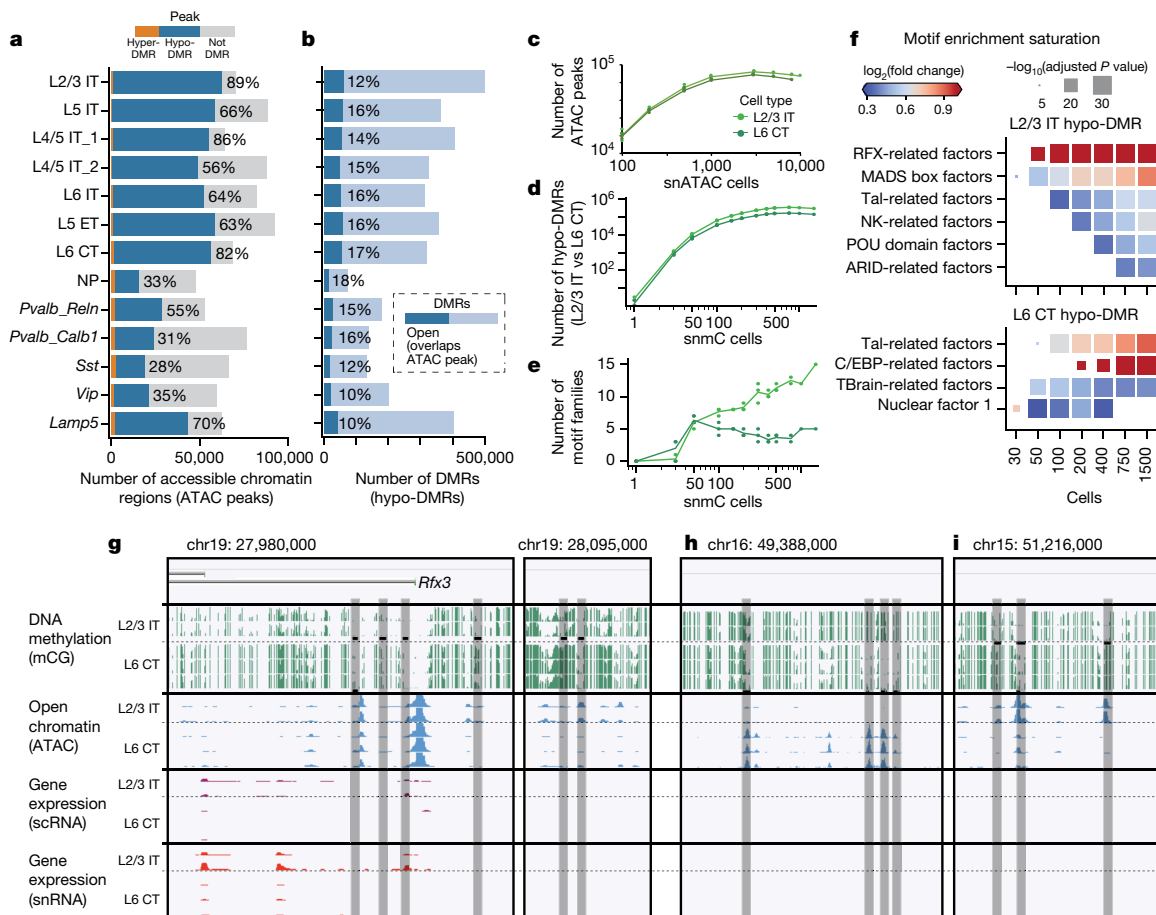 a
Peak
Hyper-
DMR
Hypo-
DMR
Not
DMR
L2/3 IT
89%
L5 IT
66%
L4/5 IT_1
86%
L4/5 IT_2
56%
L6 IT
64%
L5 ET
63%
L6 CT
82%
NP
33%
Pvalb_Reln
55%
Pvalb_Calb1
31%
Sst
28%
Vip
35%
Lamp5
70%
0
50,000
100,000
Number of accessible chromatin
regions (ATAC peaks)
b
12%
16%
14%
15%
16%
16%
17%
18%
15%
16%
12%
10%
10%
DMRs
Open
(overlaps
ATAC peak)
0
500,000
Number of DMRs
(hypo-DMRs)
c
Number of
ATAC peaks
10^5
10^4
Cell type
L2/3 IT
L6 CT
100
1,000
10,000
snATAC cells
d
Number of hypo-DMRs
(L2/3 IT vs L6 CT)
10^6
10^4
10^2
1
50
100
500
snmC cells
e
Number of
motif families
15
10
5
0
1
50
100
500
snmC cells
f
Motif enrichment saturation
log2(fold change)
0.3
0.6
0.9
−log10(adjusted P value)
5
20
30
L2/3 IT hypo-DMR
RFX-related factors
MADS box factors
Tal-related factors
NK-related factors
POU domain factors
ARID-related factors
L6 CT hypo-DMR
Tal-related factors
C/EBP-related factors
TBrain-related factors
Nuclear factor 1
30
50
100
200
400
750
1500
Cells
g
chr19: 27,980,000
chr19: 28,095,000
h
chr16: 49,388,000
i
chr15: 51,216,000
Rfx3
DNA
methylation
(mCG)
L2/3 IT
L6 CT
Open
chromatin
(ATAC)
L2/3 IT
L6 CT
Gene
expression
(scRNA)
L2/3 IT
L6 CT
Gene
expression
(snRNA)
L2/3 IT
L6 CT